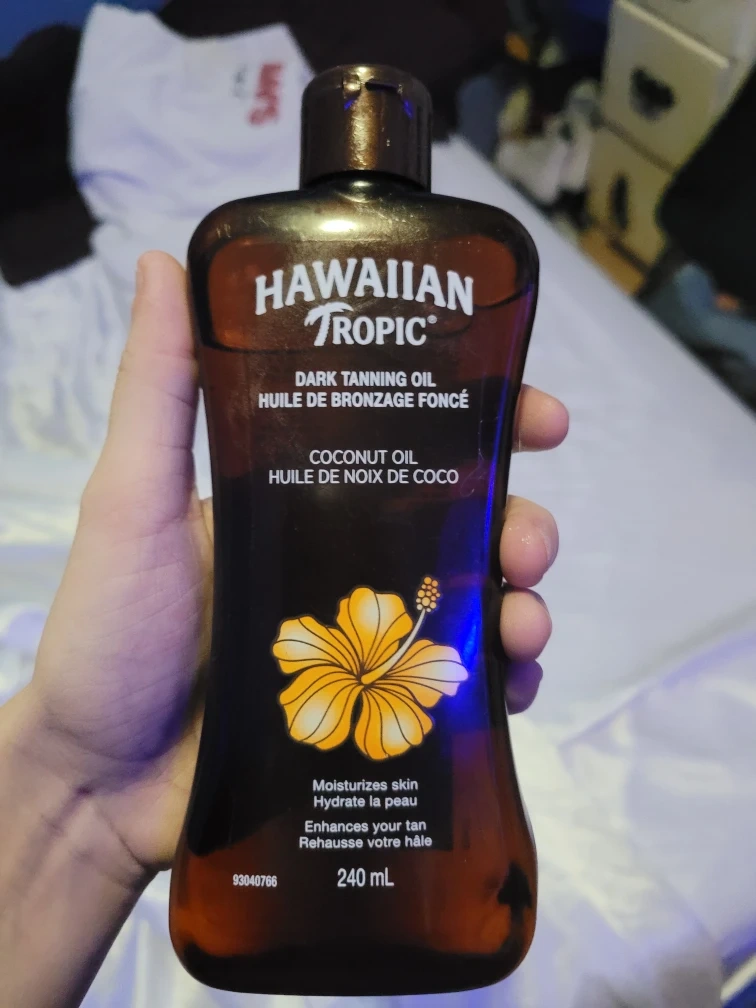 HAWAIIAN
TROPIC®
DARK TANNING OIL
HUILE DE BRONZAGE FONCÉ
COCONUT OIL
HUILE DE NOIX DE COCO
Moisturizes skin
Hydrate la peau
Enhances your tan
Rehausse votre hâle
93040766 240 mL